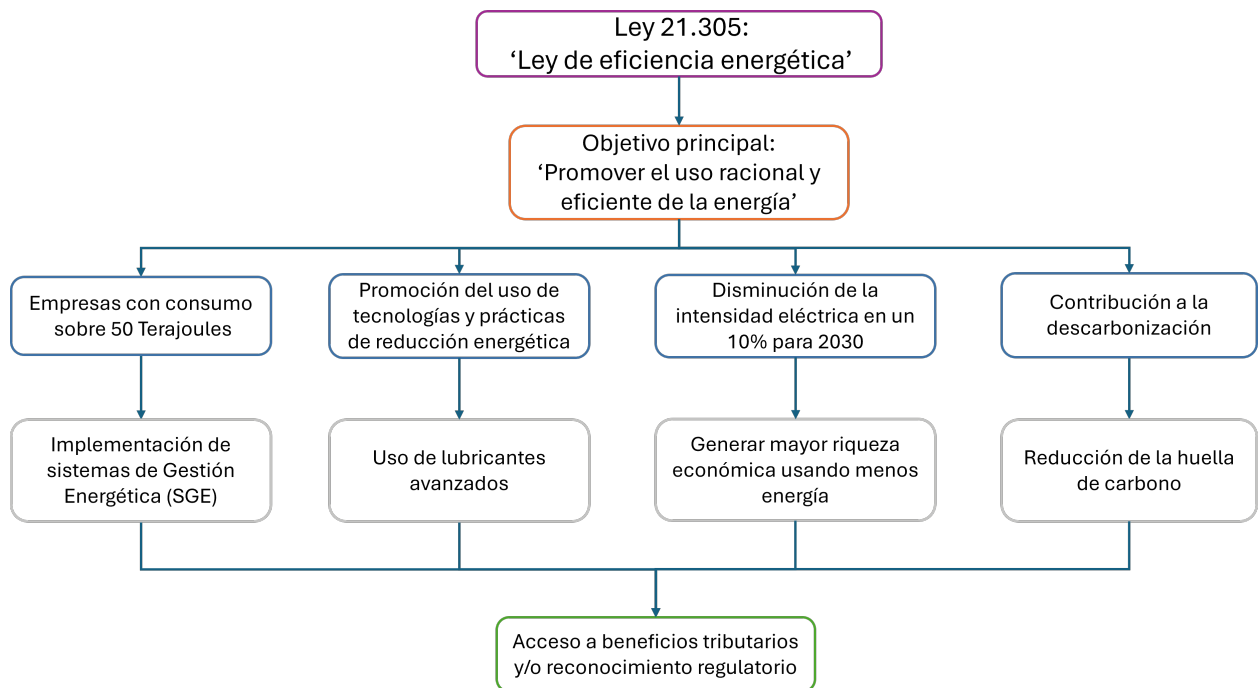 Ley 21.305:
‘Ley de eficiencia energética’
Objetivo principal:
‘Promover el uso racional y
eficiente de la energía’
Empresas con consumo
sobre 50 Terajoules
Promoción del uso de
tecnologías y prácticas
de reducción energética
Disminución de la
intensidad eléctrica en un
10% para 2030
Contribución a la
descarbonización
Implementación de
sistemas de Gestión
Energética (SGE)
Uso de lubricantes
avanzados
Generar mayor riqueza
económica usando menos
energía
Reducción de la huella
de carbono
Acceso a beneficios tributarios
y/o reconocimiento regulatorio